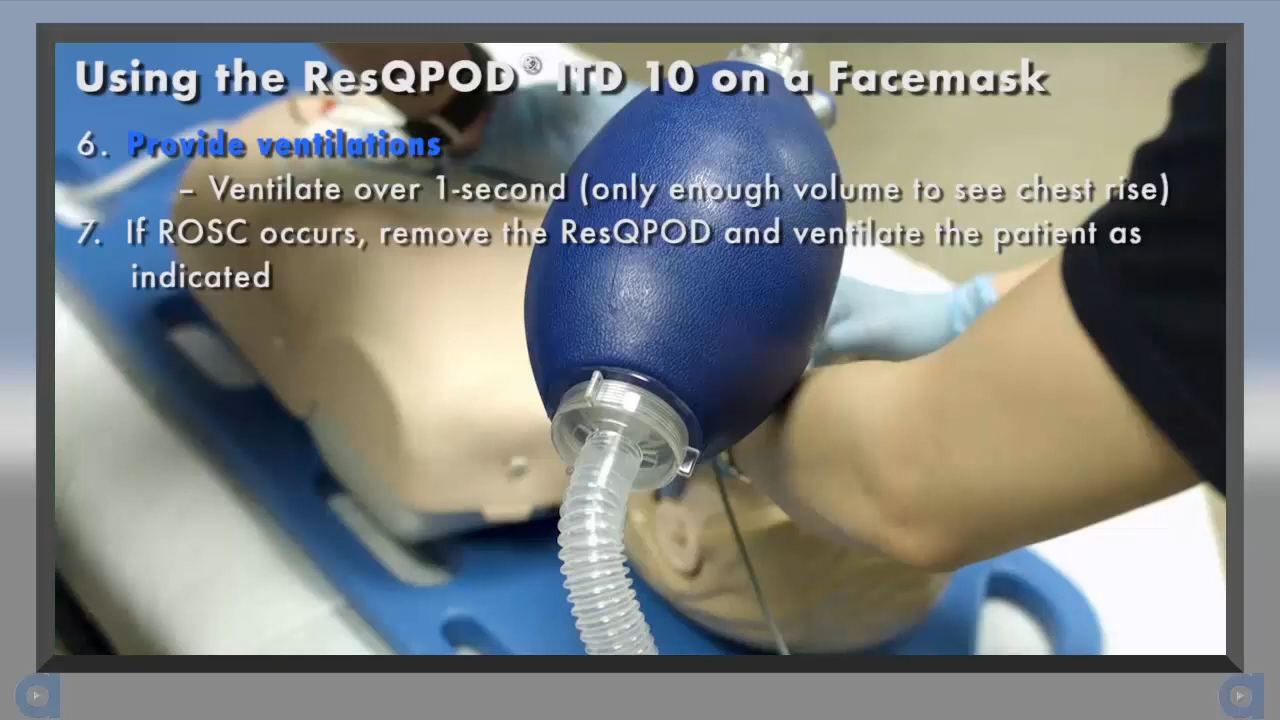 Using the ResQPOD® ITD 10 on a Facemask
6. Provide ventilations
– Ventilate over 1-second (only enough volume to see chest rise)
7. If ROSC occurs, remove the ResQPOD and ventilate the patient as
indicated